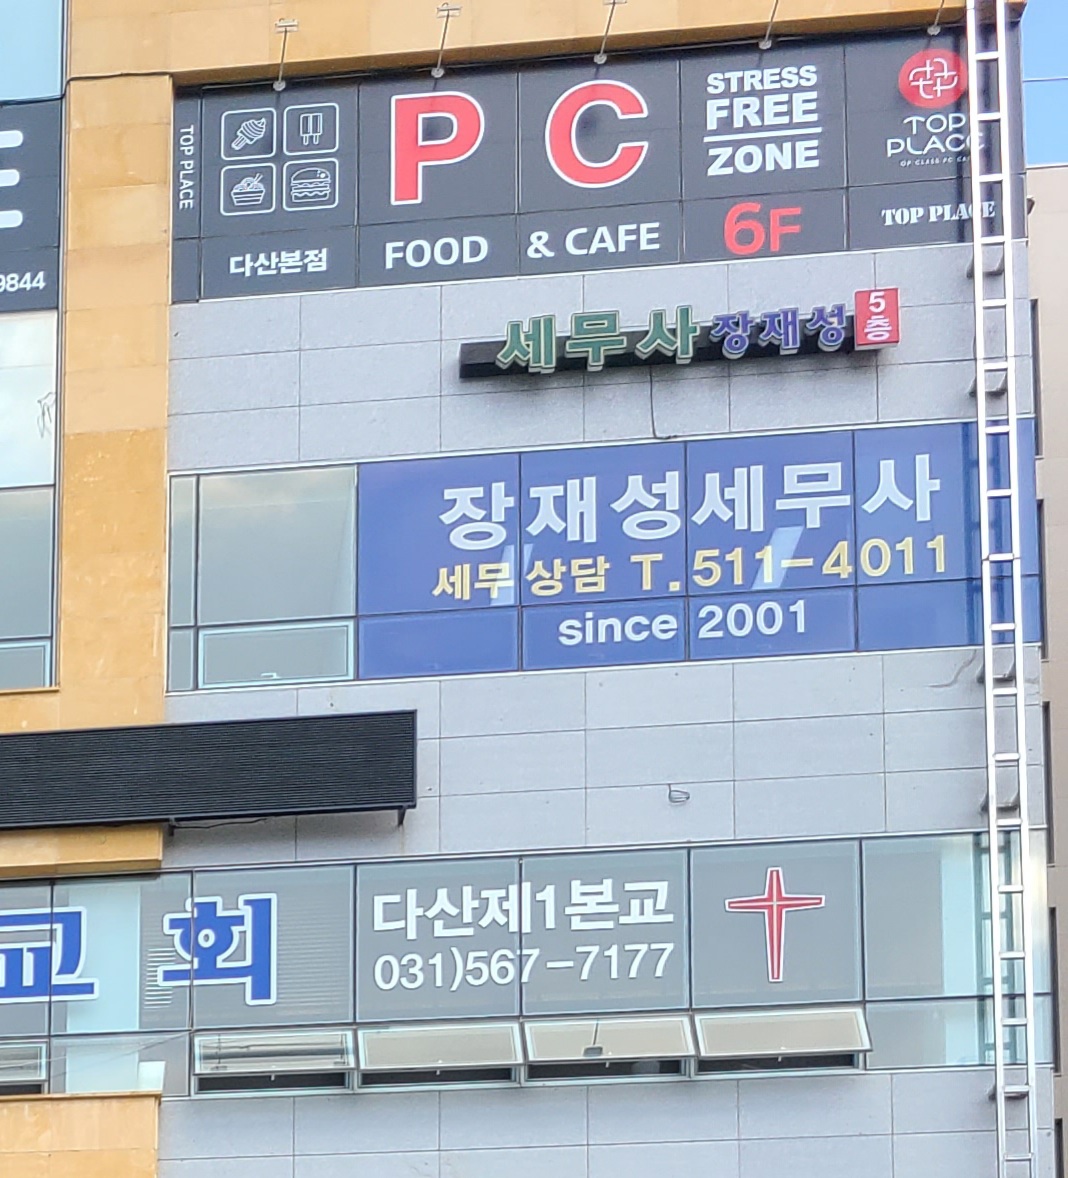 TOP PLACE
다산본점
PC
FOOD & CAFE
STRESS
FREE
ZONE
6F
TOP
PLACE
TOP PLACE
9844
세무사 장재성 5층
장재성세무사
세무 상담 T.511-4011
since 2001
교회
다산제1본교
031)567-7177